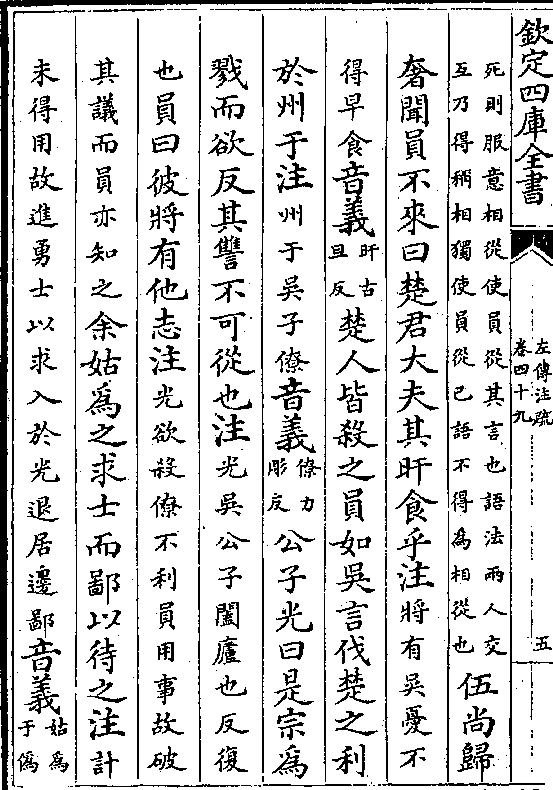 欽定四庫全書
左傳注疏
卷四十九
五
死則服意相從使員從其言也語法兩人交
互乃得稱相獨使員從已語不得為相從也
伍尚歸
奢聞員不來曰楚君大夫其旰食乎注將有吳憂不
得早食音義旰古
旦反楚人皆殺之員如吳言伐楚之利
於州于注州于吳子僚音義僚力
彫反公子光曰是宗為
戮而欲反其讐不可從也注光吳公子闔廬也反復
也員曰彼將有他志注光欲殺僚不利員用事故破
其議而員亦知之余姑為之求士而鄙以待之注計
未得用故進勇士以求入於光退居邊鄙音義姑為
于偽